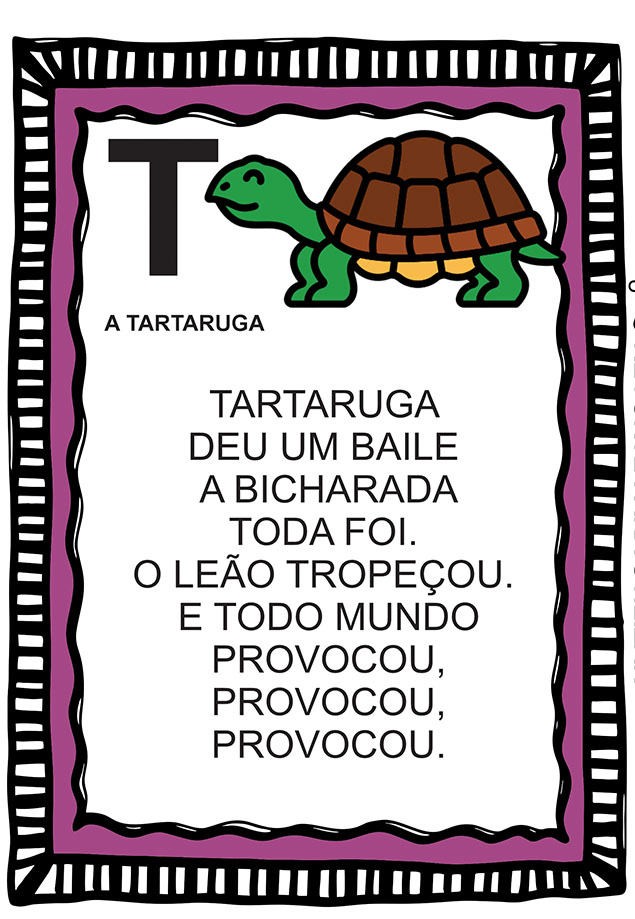 T
A TARTARUGA
TARTARUGA
DEU UM BAILE
A BICHARADA
TODA FOI.
O LEÃO TROPEÇOU.
E TODO MUNDO
PROVOCOU,
PROVOCOU,
PROVOCOU.